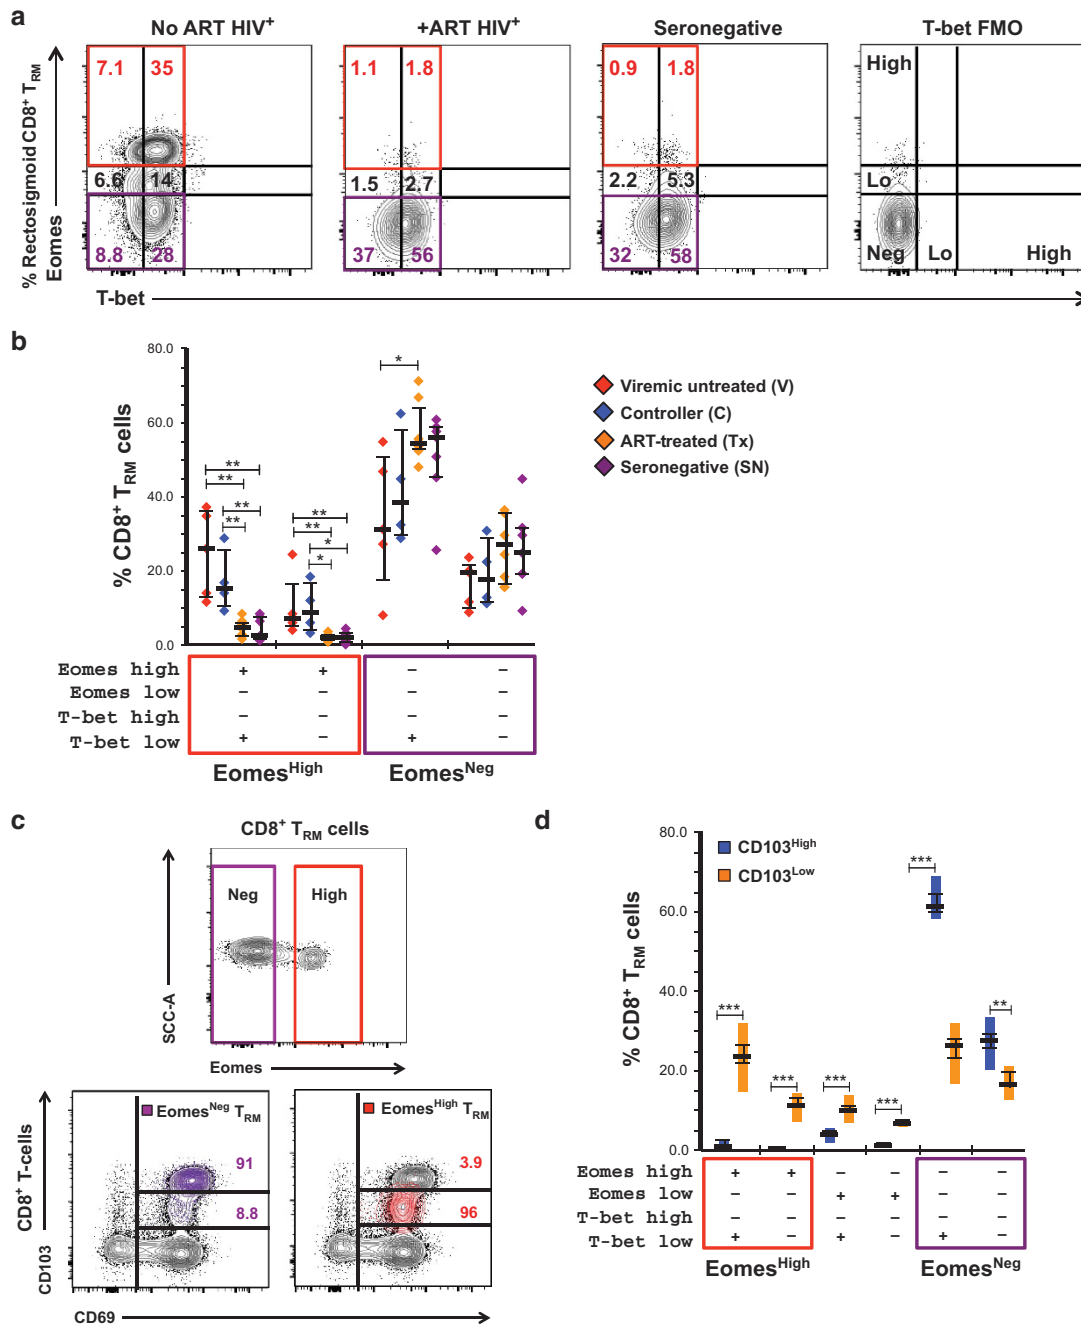 a
No ART HIV+
+ART HIV+
Seronegative
T-bet FMO
% Rectosigmoid CD8+ TRM
Eomes
7.1 35
6.6 14
8.8 28
1.1 1.8
1.5 2.7
37 56
0.9 1.8
2.2 5.3
32 58
High
Lo
Neg Lo High
T-bet
b
% CD8+ TRM cells
80.0
60.0
40.0
20.0
0.0
** ** ** **
** ** * *
*
Viremic untreated (V)
Controller (C)
ART-treated (Tx)
Seronegative (SN)
Eomes high + + − −
Eomes low − − − −
T-bet high − − − −
T-bet low + − + −
EomesHigh
EomesNeg
c
CD8+ TRM cells
Neg High
SCC-A
Eomes
CD8+ T-cells
CD103
EomesNeg TRM
91
8.8
EomesHigh TRM
3.9
96
CD69
d
% CD8+ TRM cells
80.0
60.0
40.0
20.0
0.0
CD103High
CD103Low
*** *** *** *** *** **
Eomes high + + − − − −
Eomes low − − + + − −
T-bet high − − − − − −
T-bet low + − + − + −
EomesHigh
EomesNeg